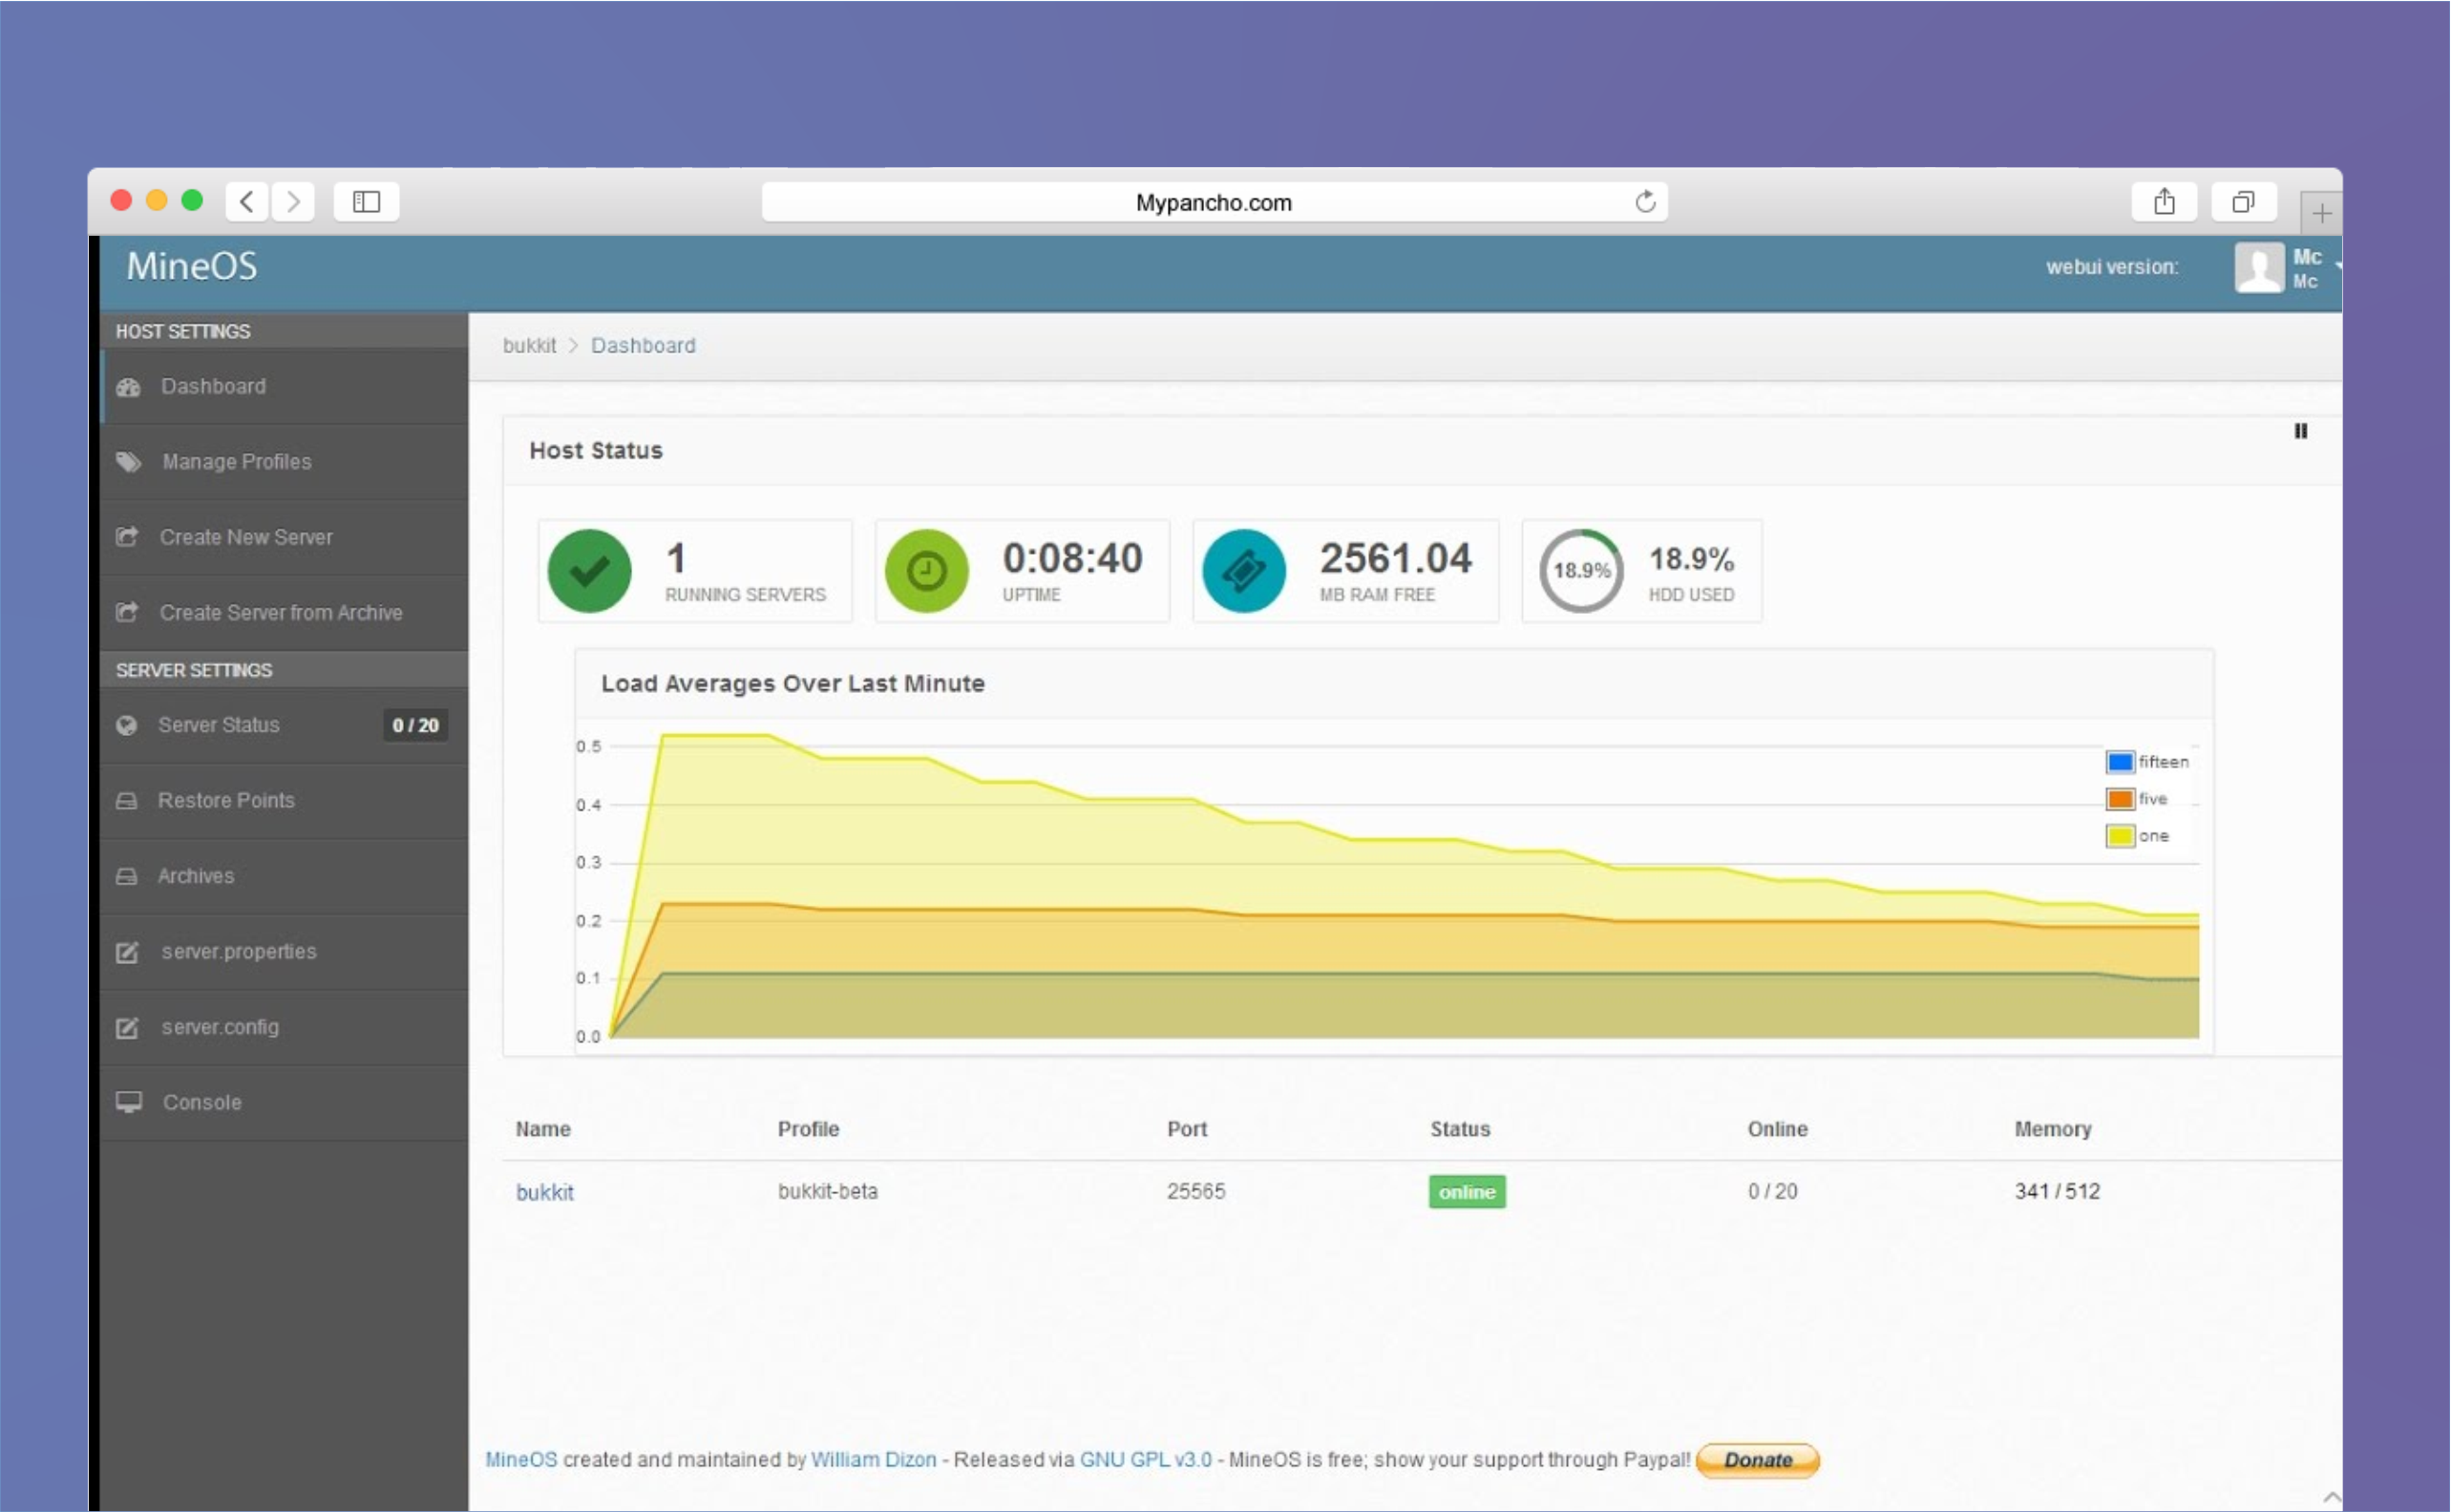 Mypancho.com
MineOS
webui version:
Mc
Mc
HOST SETTINGS
Dashboard
Manage Profiles
Create New Server
Create Server from Archive
SERVER SETTINGS
Server Status 0 / 20
Restore Points
Archives
server.properties
server.config
Console
bukkit > Dashboard
Host Status
1
RUNNING SERVERS
0:08:40
UPTIME
2561.04
MB RAM FREE
18.9%
18.9%
HDD USED
Load Averages Over Last Minute
0.5
0.4
0.3
0.2
0.1
0.0
fifteen
five
one
Name Profile Port Status Online Memory
bukkit bukkit-beta 25565 online 0 / 20 341 / 512
MineOS created and maintained by William Dizon - Released via GNU GPL v3.0 - MineOS is free; show your support through Paypal! Donate